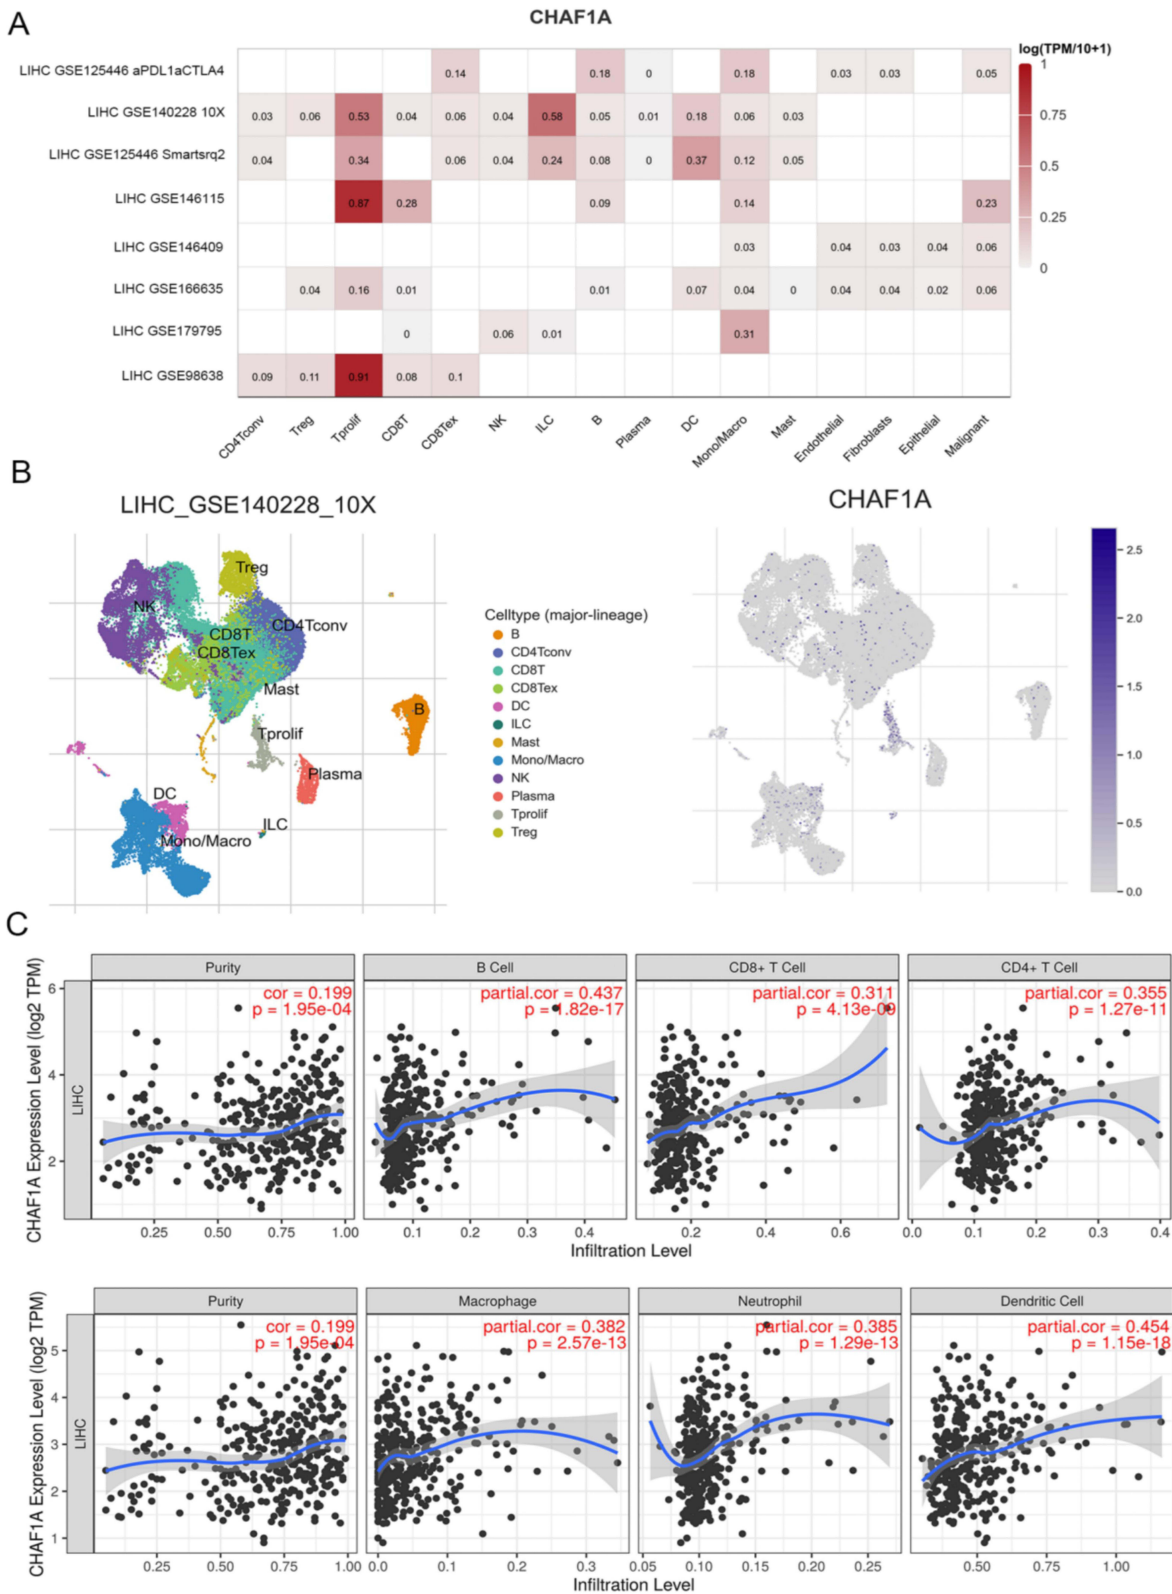 A
CHAF1A
log(TPM/10+1)
LIHC GSE125446 aPDL1aCTLA4 0.14 0.18 0 0.18 0.03 0.03 0.05
LIHC GSE140228 10X 0.03 0.06 0.53 0.04 0.06 0.04 0.58 0.05 0.01 0.18 0.06 0.03
LIHC GSE125446 Smartsrq2 0.04 0.34 0.06 0.04 0.24 0.08 0 0.37 0.12 0.05
LIHC GSE146115 0.87 0.28 0.09 0.14 0.23
LIHC GSE146409 0.03 0.04 0.03 0.04 0.06
LIHC GSE166635 0.04 0.16 0.01 0.01 0.07 0.04 0 0.04 0.04 0.02 0.06
LIHC GSE179795 0 0.06 0.01 0.31
LIHC GSE98638 0.09 0.11 0.91 0.08 0.1
1
0.75
0.5
0.25
0
CD4Tconv Treg Tprolif CD8T CD8Tex NK ILC B Plasma DC Mono/Macro Mast Endothelial Fibroblasts Epithelial Malignant
B
LIHC_GSE140228_10X
Treg
NK
CD4Tconv
CD8T
CD8Tex
Mast
B
Tprolif
Plasma
DC
ILC
Mono/Macro
Celltype (major-lineage)
B
CD4Tconv
CD8T
CD8Tex
DC
ILC
Mast
Mono/Macro
NK
Plasma
Tprolif
Treg
CHAF1A
2.5
2.0
1.5
1.0
0.5
0.0
C
CHAF1A Expression Level (log2 TPM)
LIHC
6
4
2
Purity
cor = 0.199
p = 1.95e-04
0.25 0.50 0.75 1.00
B Cell
partial.cor = 0.437
p = 1.82e-17
0.1 0.2 0.3 0.4
CD8+ T Cell
partial.cor = 0.311
p = 4.13e-09
0.2 0.4 0.6
CD4+ T Cell
partial.cor = 0.355
p = 1.27e-11
0.0 0.1 0.2 0.3 0.4
Infiltration Level
CHAF1A Expression Level (log2 TPM)
LIHC
5
4
3
2
1
Purity
cor = 0.199
p = 1.95e-04
0.25 0.50 0.75 1.00
Macrophage
partial.cor = 0.382
p = 2.57e-13
0.0 0.1 0.2 0.3
Neutrophil
partial.cor = 0.385
p = 1.29e-13
0.05 0.10 0.15 0.20 0.25
Dendritic Cell
partial.cor = 0.454
p = 1.15e-18
0.50 0.75 1.00
Infiltration Level